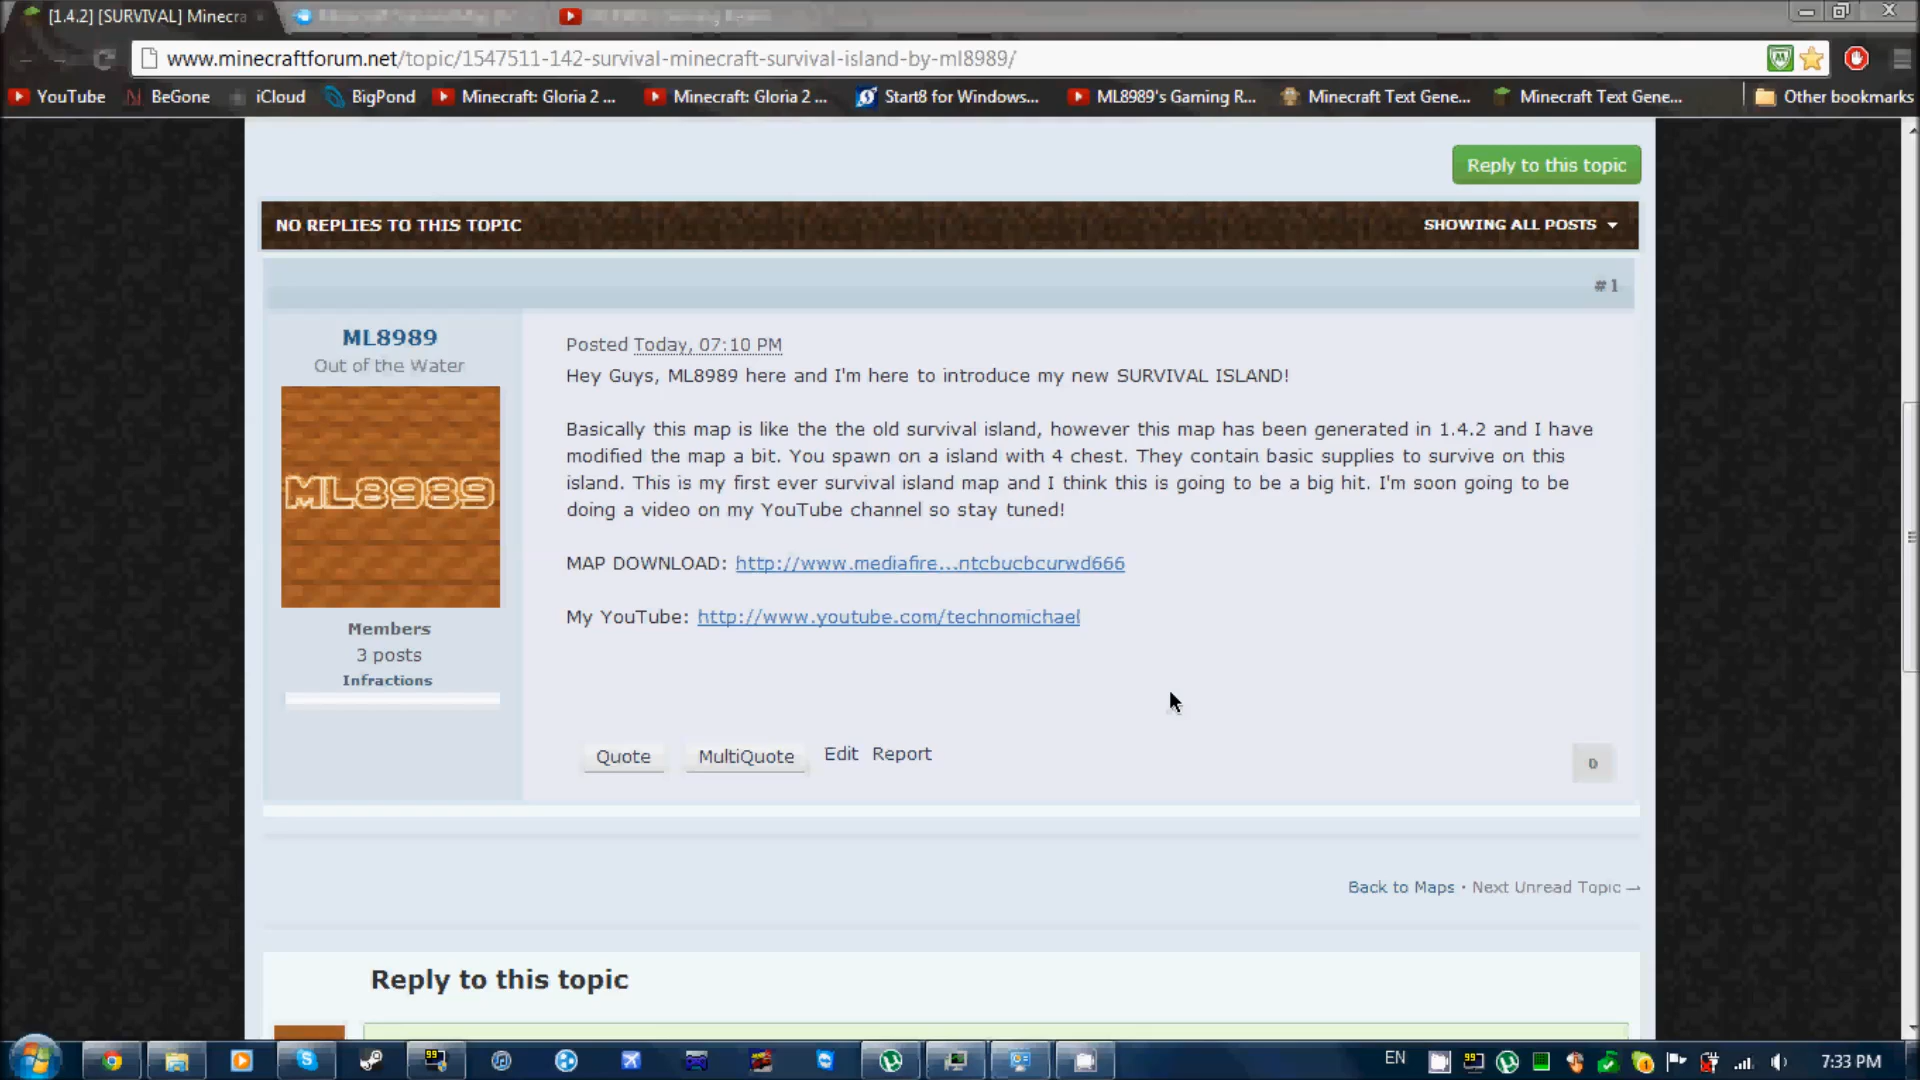 [1.4.2] [SURVIVAL] Minecra
www.minecraftforum.net/topic/1547511-142-survival-minecraft-survival-island-by-ml8989/
YouTube BeGone iCloud BigPond Minecraft: Gloria 2 ... Minecraft: Gloria 2 ... Start8 for Windows... ML8989's Gaming R... Minecraft Text Gene... Minecraft Text Gene... Other bookmarks
Reply to this topic
NO REPLIES TO THIS TOPIC SHOWING ALL POSTS
#1
ML8989
Out of the Water
ML8989
Members
3 posts
Infractions
Posted Today, 07:10 PM
Hey Guys, ML8989 here and I'm here to introduce my new SURVIVAL ISLAND!
Basically this map is like the the old survival island, however this map has been generated in 1.4.2 and I have
modified the map a bit. You spawn on a island with 4 chest. They contain basic supplies to survive on this
island. This is my first ever survival island map and I think this is going to be a big hit. I'm soon going to be
doing a video on my YouTube channel so stay tuned!
MAP DOWNLOAD: http://www.mediafire...ntcbucbcurwd666
My YouTube: http://www.youtube.com/technomichael
Quote MultiQuote Edit Report
0
Back to Maps · Next Unread Topic →
Reply to this topic
99 EN 99 7:33 PM